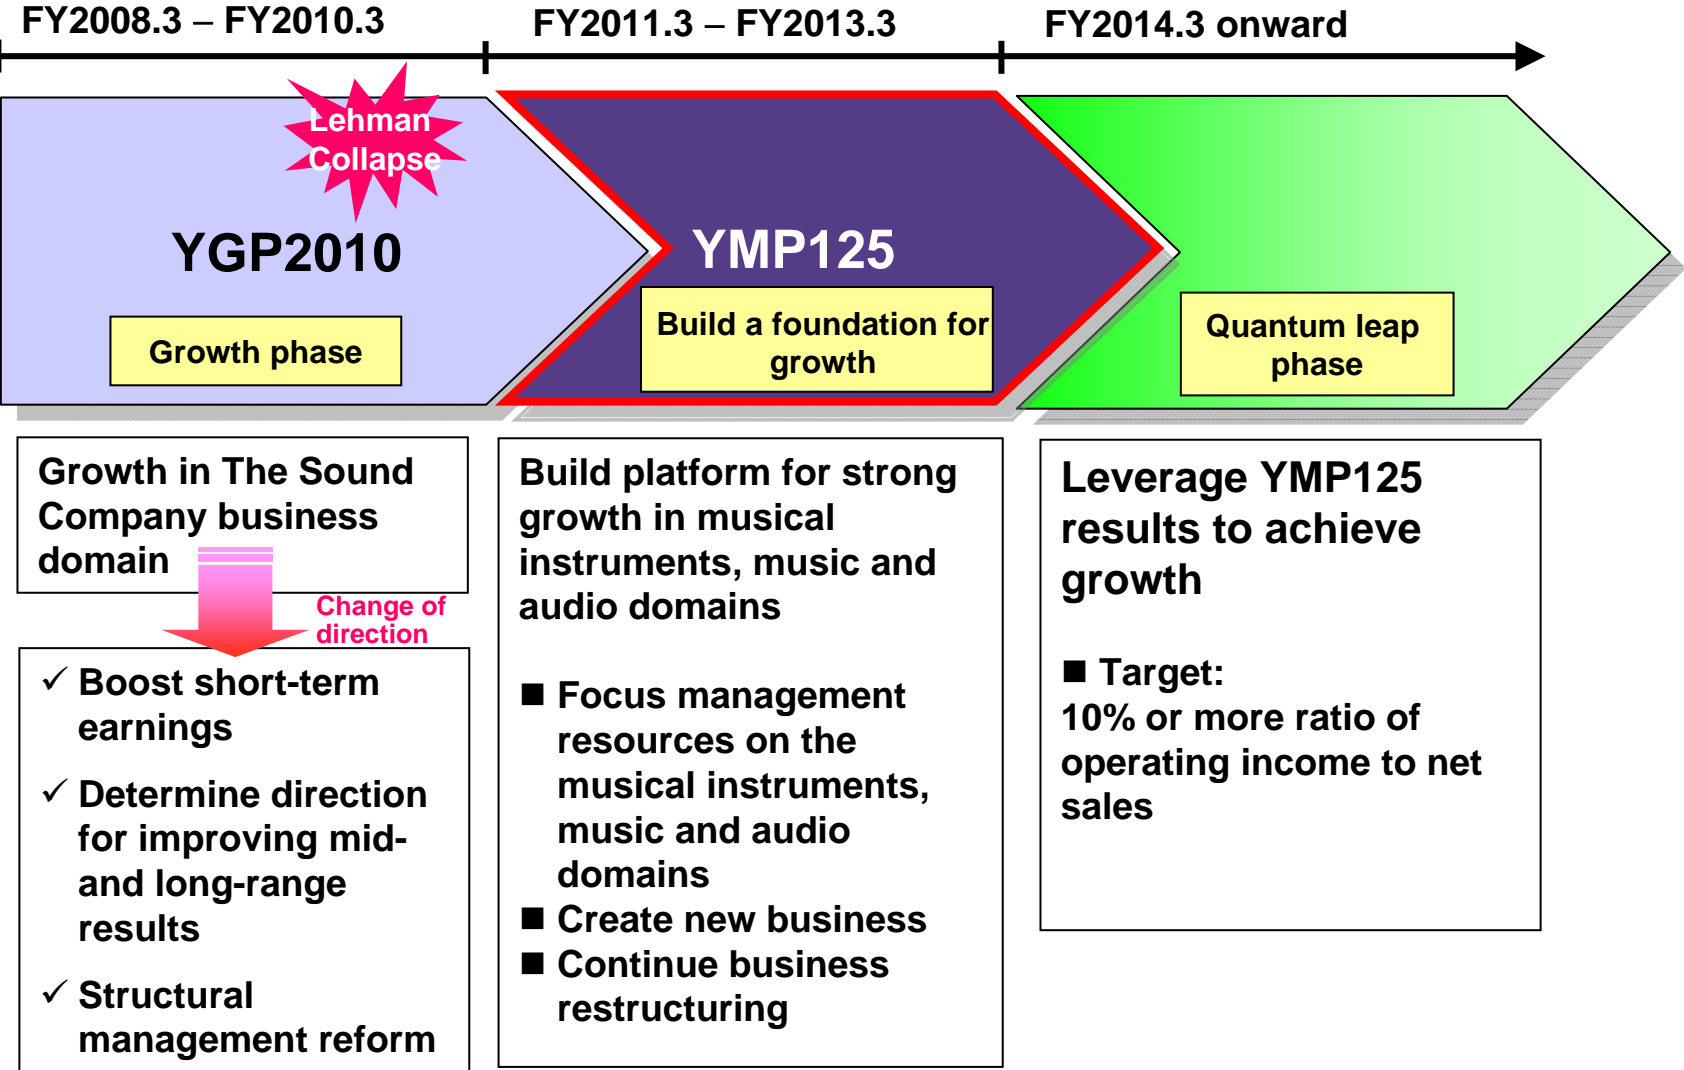 FY2008.3 – FY2010.3
FY2011.3 – FY2013.3
FY2014.3 onward
Lehman
Collapse
YGP2010
Growth phase
YMP125
Build a foundation for
growth
Quantum leap
phase
Growth in The Sound
Company business
domain
Change of
direction
✓ Boost short-term
earnings
✓ Determine direction
for improving mid-
and long-range
results
✓ Structural
management reform
Build platform for strong
growth in musical
instruments, music and
audio domains
■ Focus management
resources on the
musical instruments,
music and audio
domains
■ Create new business
■ Continue business
restructuring
Leverage YMP125
results to achieve
growth
■ Target:
10% or more ratio of
operating income to net
sales